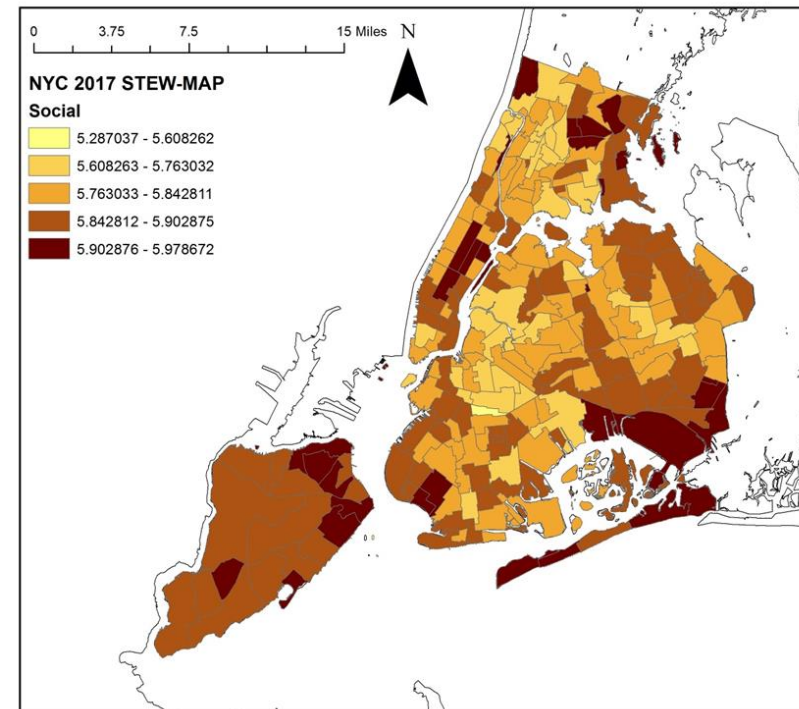 0 3.75 7.5 15 Miles
N
NYC 2017 STEW-MAP
Social
5.287037 - 5.608262
5.608263 - 5.763032
5.763033 - 5.842811
5.842812 - 5.902875
5.902876 - 5.978672